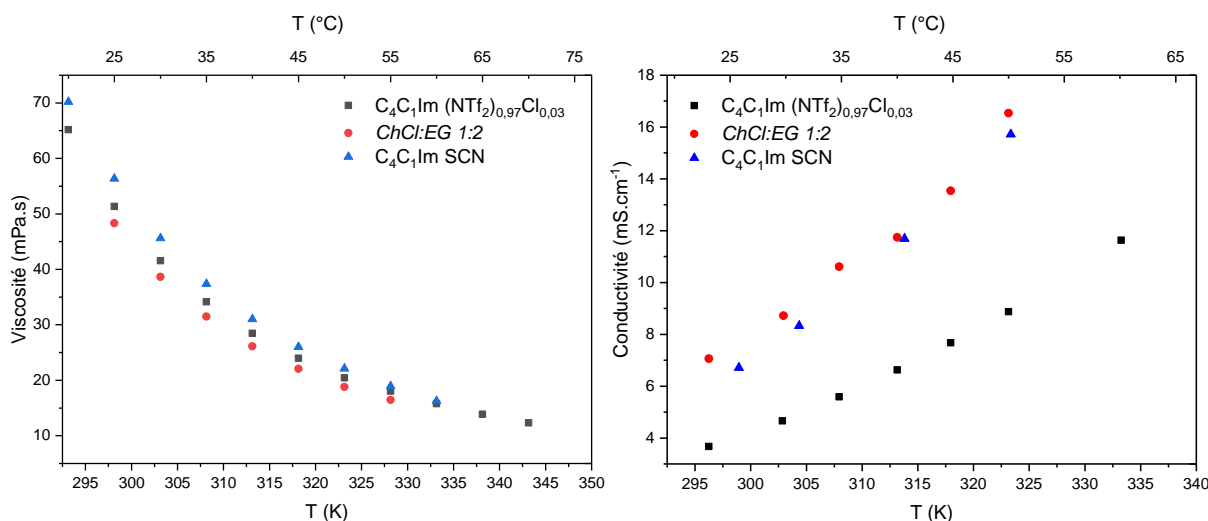 T (°C)
25 35 45 55 65 75
Viscosité (mPa.s)
70
60
50
40
30
20
10
C₄C₁Im (NTf₂)₀,₉₇Cl₀,₀₃
ChCl:EG 1:2
C₄C₁Im SCN
295 300 305 310 315 320 325 330 335 340 345 350
T (K)
T (°C)
25 35 45 55 65
Conductivité (mS.cm⁻¹)
18
16
14
12
10
8
6
4
C₄C₁Im (NTf₂)₀,₉₇Cl₀,₀₃
ChCl:EG 1:2
C₄C₁Im SCN
295 300 305 310 315 320 325 330 335 340
T (K)